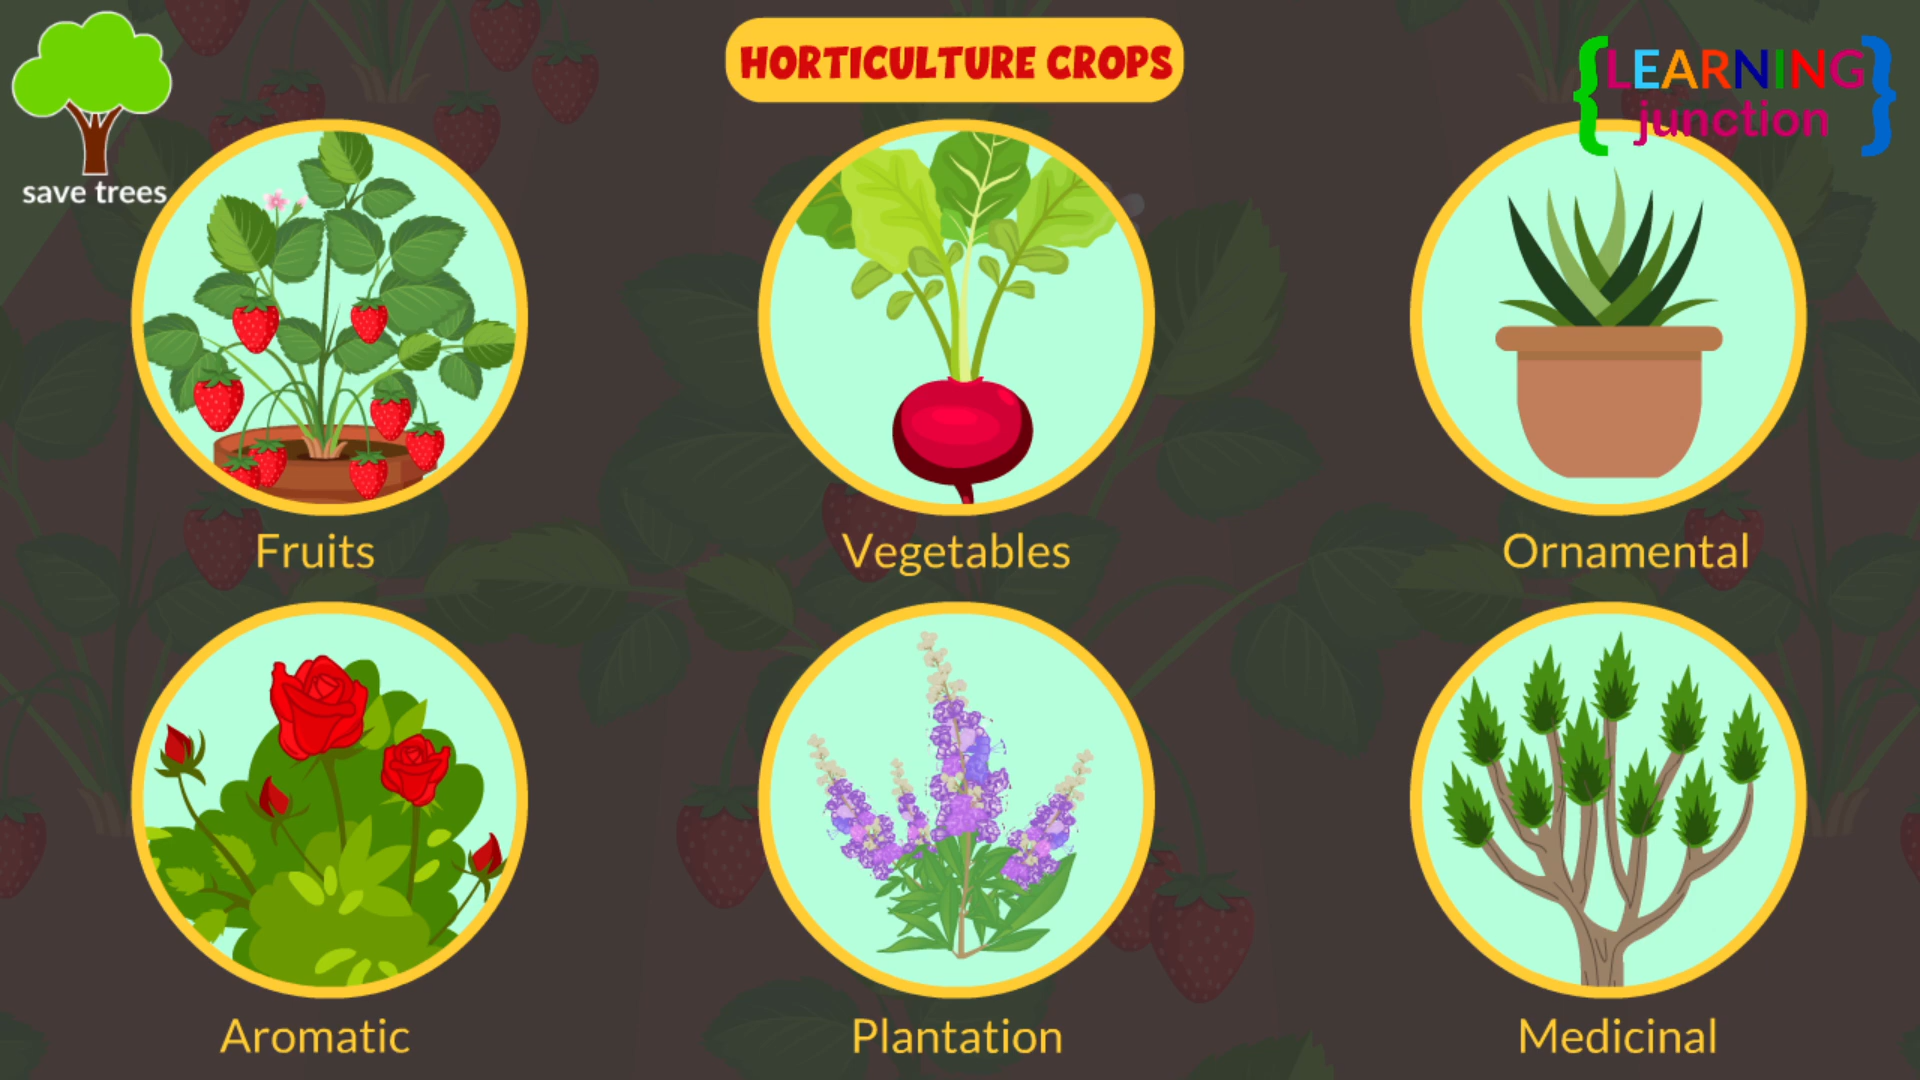 HORTICULTURE CROPS
LEARNING
junction
save trees
Fruits
Vegetables
Ornamental
Aromatic
Plantation
Medicinal